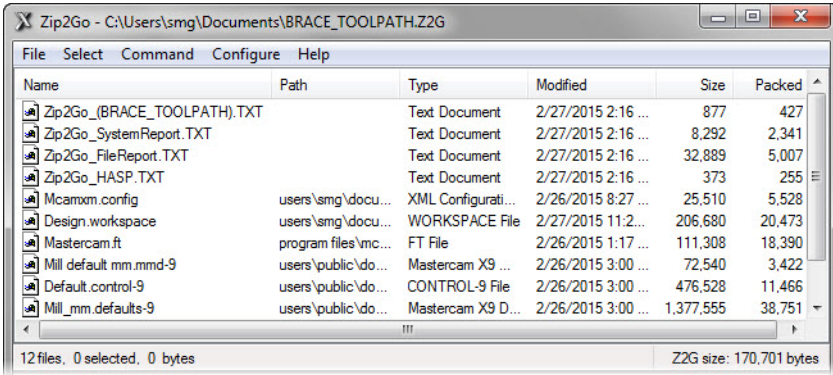 Zip2Go - C:\Users\smg\Documents\BRACE_TOOLPATH.Z2G
File Select Command Configure Help
Name Path Type Modified Size Packed
Zip2Go_(BRACE_TOOLPATH).TXT Text Document 2/27/2015 2:16 ... 877 427
Zip2Go_SystemReport.TXT Text Document 2/27/2015 2:16 ... 8,292 2,341
Zip2Go_FileReport.TXT Text Document 2/27/2015 2:16 ... 32,889 5,007
Zip2Go_HASP.TXT Text Document 2/27/2015 2:16 ... 373 255
Mcamxm.config users\smg\docu... XML Configurati... 2/26/2015 8:27 ... 25,510 5,528
Design.workspace users\smg\docu... WORKSPACE File 2/27/2015 11:2... 206,680 20,473
Mastercam.ft program files\mc... FT File 2/26/2015 1:17 ... 111,308 18,390
Mill default mm.mmd-9 users\public\do... Mastercam X9 ... 2/26/2015 3:00 ... 72,540 3,422
Default.control-9 users\public\do... CONTROL-9 File 2/26/2015 3:00 ... 476,528 11,466
Mill_mm.defaults-9 users\public\do... Mastercam X9 D... 2/26/2015 3:00 ... 1,377,555 38,751
12 files, 0 selected, 0 bytes Z2G size: 170,701 bytes